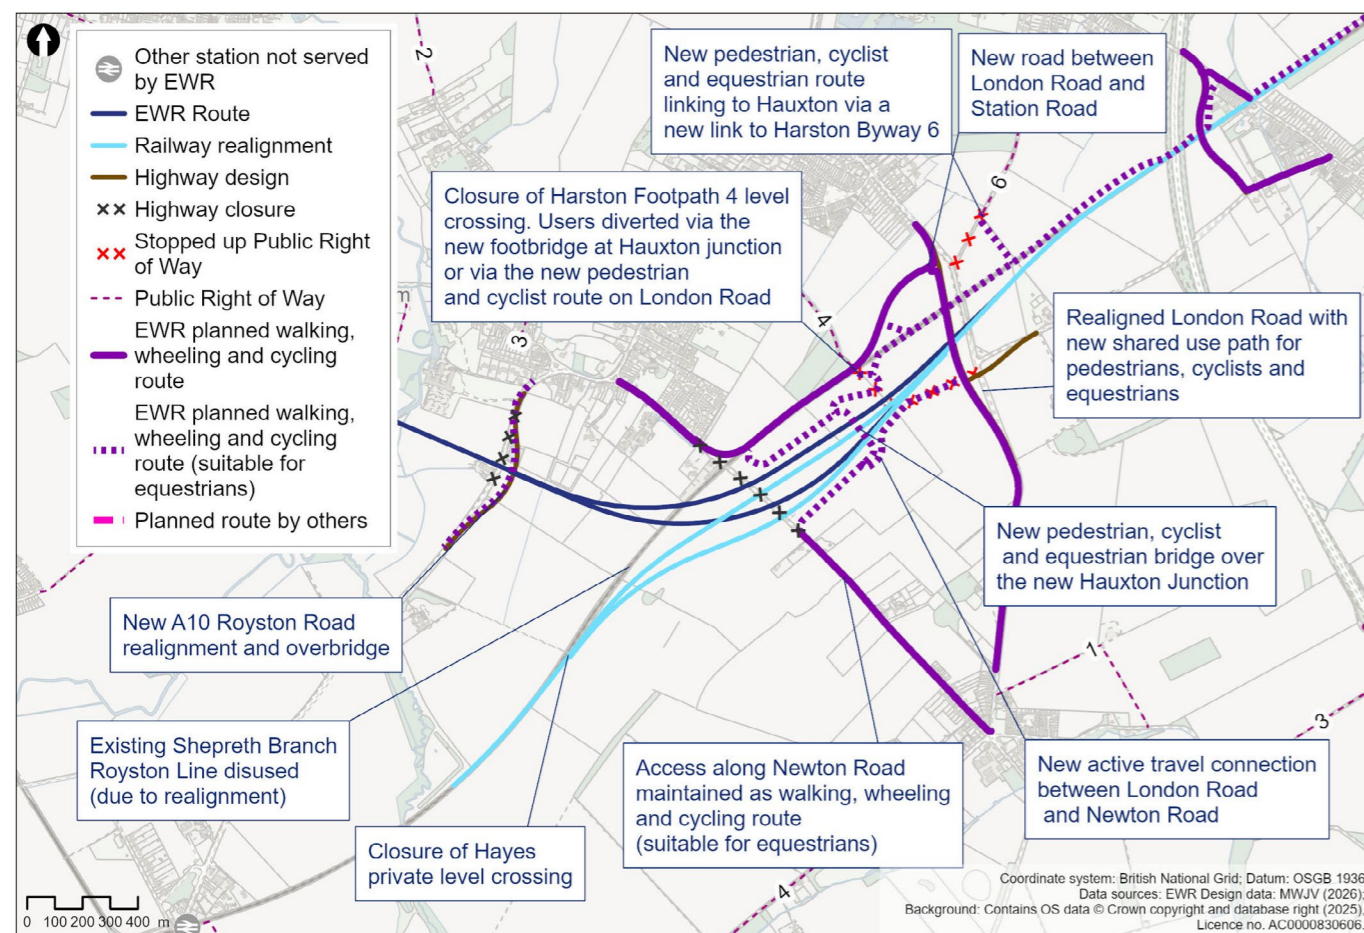 Other station not served
by EWR
EWR Route
Railway realignment
Highway design
Highway closure
Stopped up Public Right
of Way
Public Right of Way
EWR planned walking,
wheeling and cycling
route
EWR planned walking,
wheeling and cycling
route (suitable for
equestrians)
Planned route by others
2
New pedestrian, cyclist
and equestrian route
linking to Hauxton via a
new link to Harston Byway 6
New road between
London Road and
Station Road
Closure of Harston Footpath 4 level
crossing. Users diverted via the
new footbridge at Hauxton junction
or via the new pedestrian
and cyclist route on London Road
6
m
3
4
Realigned London Road with
new shared use path for
pedestrians, cyclists and
equestrians
New pedestrian, cyclist
and equestrian bridge over
the new Hauxton Junction
New A10 Royston Road
realignment and overbridge
1
3
Existing Shepreth Branch
Royston Line disused
(due to realignment)
Access along Newton Road
maintained as walking, wheeling
and cycling route
(suitable for equestrians)
New active travel connection
between London Road
and Newton Road
Closure of Hayes
private level crossing
4
0 100 200 300 400 m
Coordinate system: British National Grid; Datum: OSGB 1936;
Data sources: EWR Design data: MWJV (2026);
Background: Contains OS data © Crown copyright and database right (2025),
Licence no. AC0000830606.